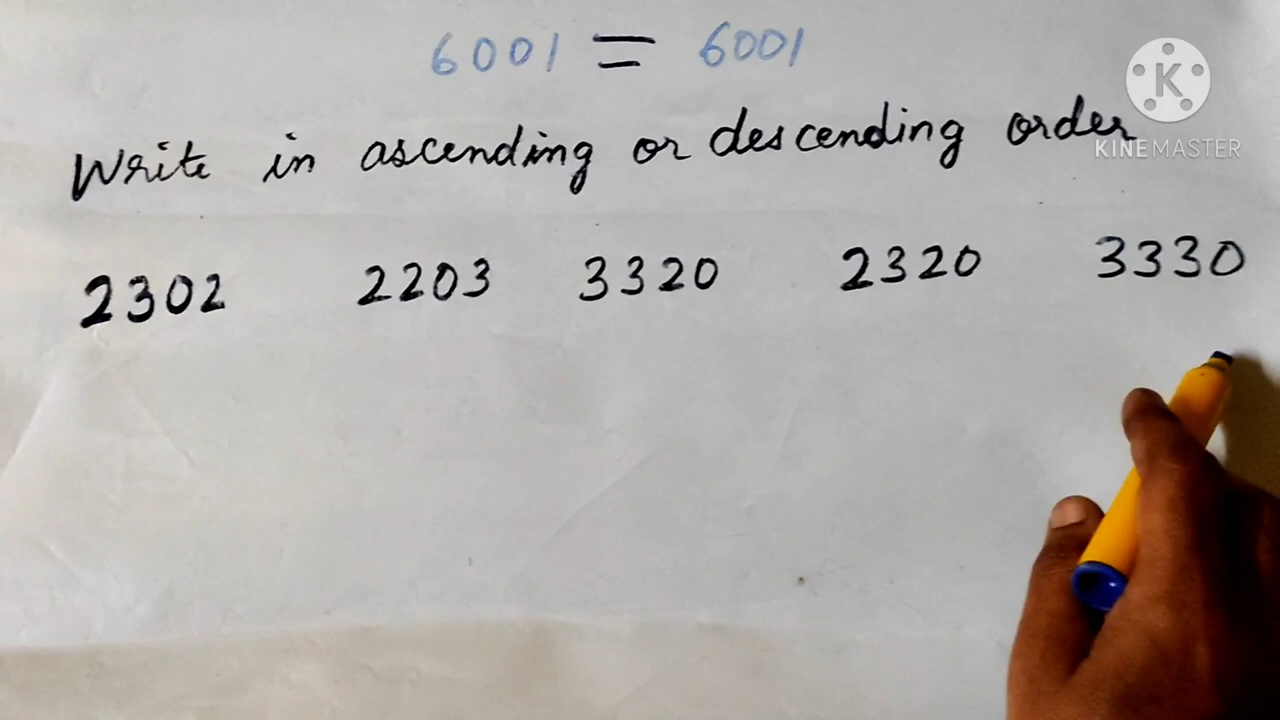 6001 = 6001
K
KINEMASTER
Write in ascending or descending order
2302 2203 3320 2320 3330